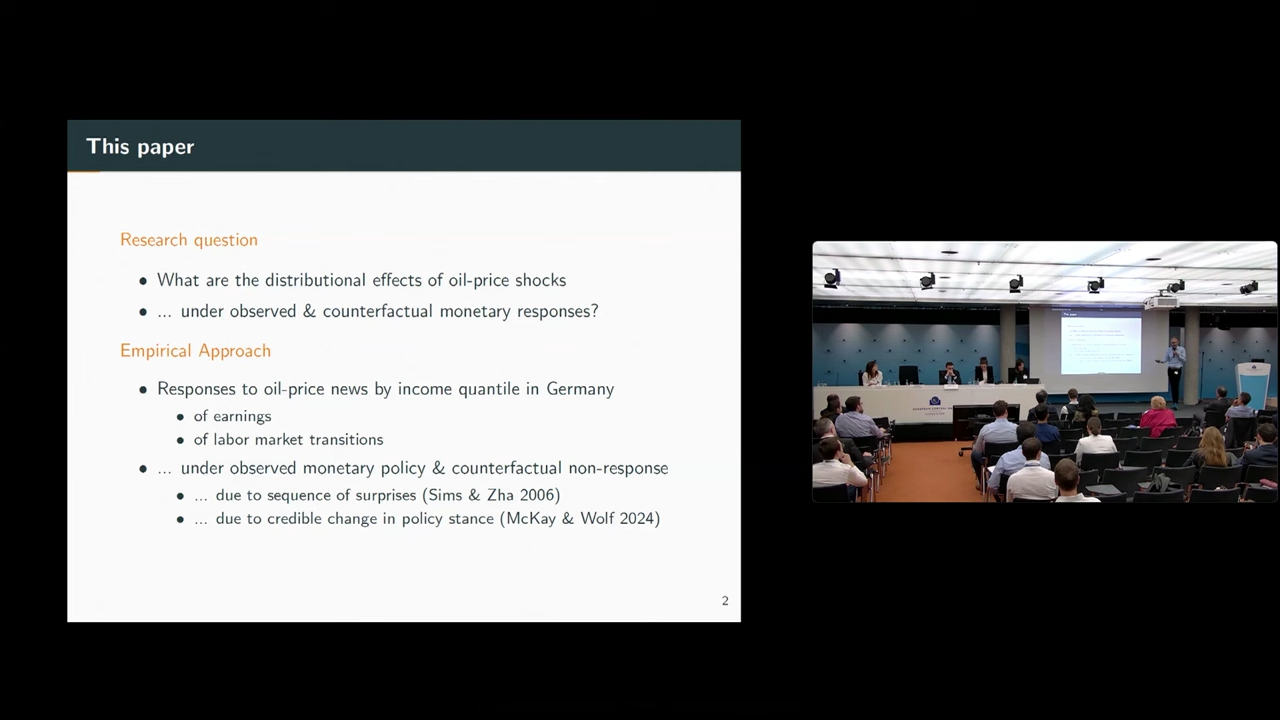 This paper
Research question
● What are the distributional effects of oil-price shocks
● ... under observed & counterfactual monetary responses?
Empirical Approach
● Responses to oil-price news by income quantile in Germany
● of earnings
● of labor market transitions
● ... under observed monetary policy & counterfactual non-response
● ... due to sequence of surprises (Sims & Zha 2006)
● ... due to credible change in policy stance (McKay & Wolf 2024)
2